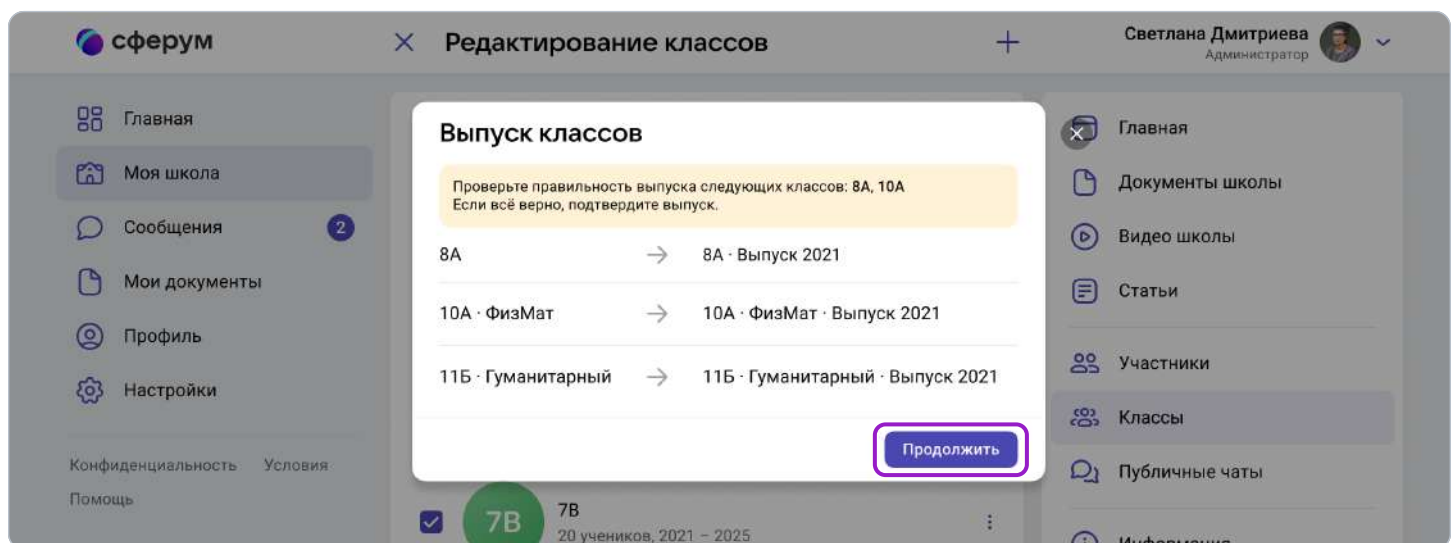 сферум
Редактирование классов
Светлана Дмитриева
Администратор
Главная
Моя школа
Сообщения
2
Мои документы
Профиль
Настройки
Конфиденциальность Условия
Помощь
Выпуск классов
Проверьте правильность выпуска следующих классов: 8А, 10А
Если всё верно, подтвердите выпуск.
8А → 8А · Выпуск 2021
10А · ФизМат → 10А · ФизМат · Выпуск 2021
11Б · Гуманитарный → 11Б · Гуманитарный · Выпуск 2021
Продолжить
7В
7В
20 учеников, 2021 – 2025
Главная
Документы школы
Видео школы
Статьи
Участники
Классы
Публичные чаты
Информация